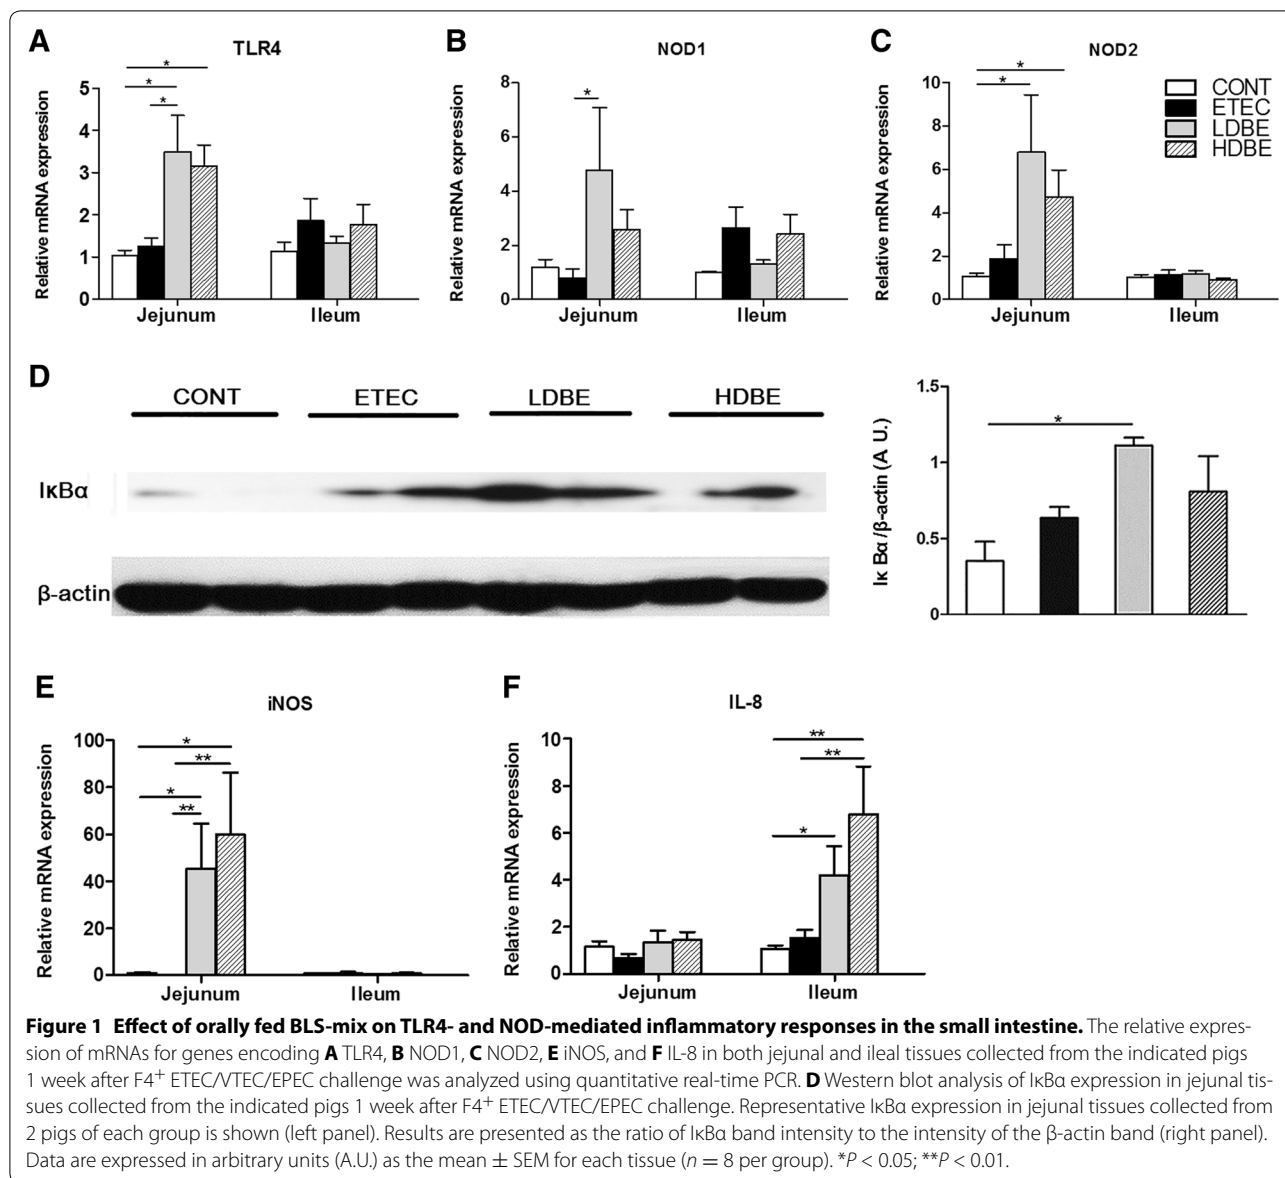 A
TLR4
Relative mRNA expression
5
4
3
2
1
0
*
*
*
Jejunum
Ileum
B
NOD1
Relative mRNA expression
8
6
4
2
0
*
Jejunum
Ileum
C
NOD2
Relative mRNA expression
10
8
6
4
2
0
*
*
Jejunum
Ileum
CONT
ETEC
LDBE
HDBE
D
CONT ETEC LDBE HDBE
IκBα
β-actin
Iκ Bα/β-actin (A U.)
1.5
1
0.5
0
*
E
iNOS
Relative mRNA expression
100
80
60
40
20
0
*
**
*
**
Jejunum
Ileum
F
IL-8
Relative mRNA expression
10
8
6
4
2
0
**
**
*
Jejunum
Ileum
Figure 1 Effect of orally fed BLS-mix on TLR4- and NOD-mediated inflammatory responses in the small intestine. The relative expres-
sion of mRNAs for genes encoding A TLR4, B NOD1, C NOD2, E iNOS, and F IL-8 in both jejunal and ileal tissues collected from the indicated pigs
1 week after F4+ ETEC/VTEC/EPEC challenge was analyzed using quantitative real-time PCR. D Western blot analysis of IκBα expression in jejunal tis-
sues collected from the indicated pigs 1 week after F4+ ETEC/VTEC/EPEC challenge. Representative IκBα expression in jejunal tissues collected from
2 pigs of each group is shown (left panel). Results are presented as the ratio of IκBα band intensity to the intensity of the β-actin band (right panel).
Data are expressed in arbitrary units (A.U.) as the mean ± SEM for each tissue (n = 8 per group). *P < 0.05; **P < 0.01.